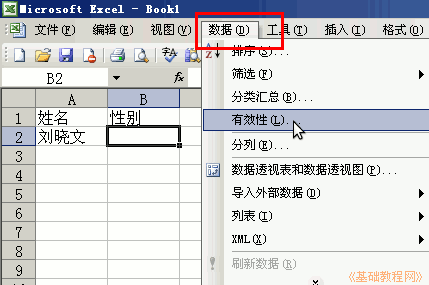 Microsoft Excel - Book1
文件(F) 编辑(E) 视图(V) 数据(D) 工具(T) 插入(I) 格式(O)
B2 fx
A B
1 姓名 性别
2 刘晓文
3
4
5
6
7
8
9
排序(S)...
筛选(F)
分类汇总(B)...
有效性(L)...
分列(E)...
数据透视表和数据透视图(P)...
导入外部数据(D)
列表(I)
XML(X)
刷新数据(R)
《基础教程网》